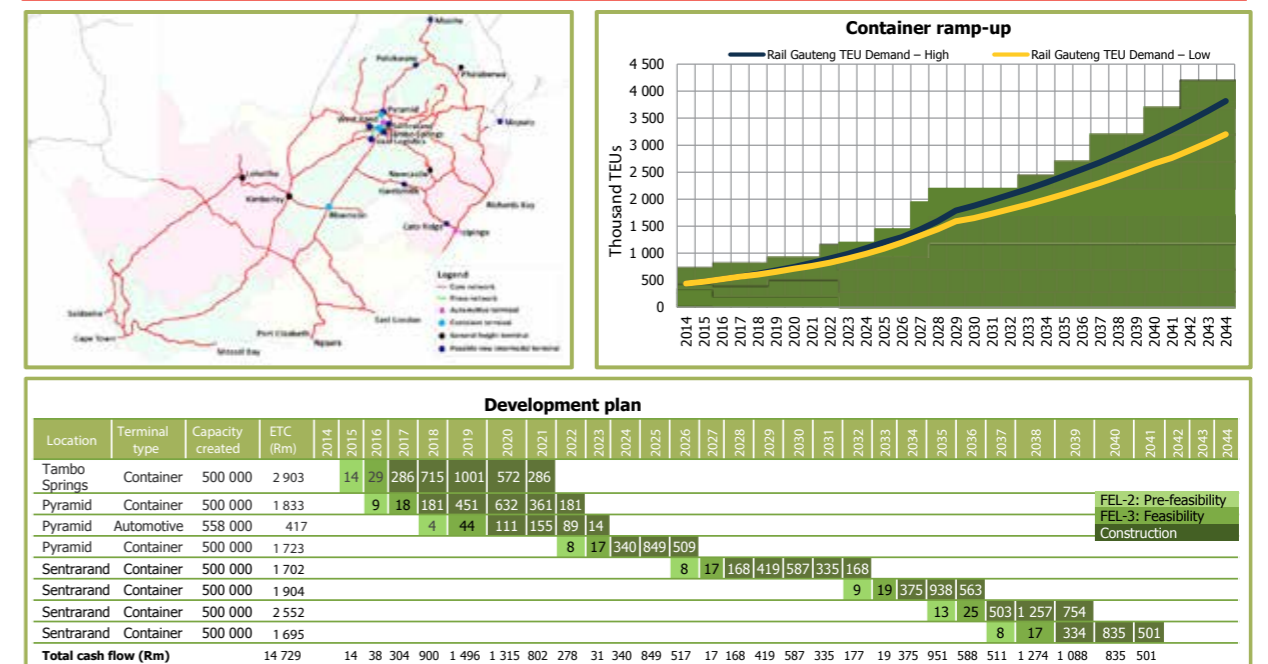 Musina
Polokwane
Phalaborwa
Pyramid
Maputo
Sentrarand
Tambo Springs
Newcastle
Lohatlha
Kimberley
Harrismith
Richards Bay
Cato Ridge
Isipingo
Legend
Core network
Automotive terminal
Container terminal
Saldanha
Cape Town
Mossel Bay
Port Elizabeth
Ngqura
East London
Container ramp-up
Rail Gauteng TEU Demand – High Rail Gauteng TEU Demand – Low
Thousand TEUs
4 500
4 000
3 500
3 000
2 500
2 000
1 500
1 000
500
0
2014 2015 2016 2017 2018 2019 2020 2021 2022 2023 2024 2025 2026 2027 2028 2029 2030 2031 2032 2033 2034 2035 2036 2037 2038 2039 2040 2041 2042 2043 2044
Development plan
Location Terminal type Capacity created ETC (Rm) 2014 2015 2016 2017 2018 2019 2020 2021 2022 2023 2024 2025 2026 2027 2028 2029 2030 2031 2032 2033 2034 2035 2036 2037 2038 2039 2040 2041 2042 2043 2044
Tambo Springs Container 500 000 2 903 14 29 286 715 1001 572 286
Pyramid Container 500 000 1 833 9 18 181 451 632 361 181
Pyramid Automotive 558 000 417 4 44 111 155 89 14
Pyramid Container 500 000 1 723 8 17 340 849 509
Sentrarand Container 500 000 1 702 8 17 168 419 587 335 168
Sentrarand Container 500 000 1 904 9 19 375 938 563
Sentrarand Container 500 000 2 552 13 25 503 1 257 754
Sentrarand Container 500 000 1 695 8 17 334 835 501
Total cash flow (Rm) 14 729 14 38 304 900 1 496 1 315 802 278 31 340 849 517 17 168 419 587 335 177 19 375 951 588 511 1 274 1 088 835 501
FEL-2: Pre-feasibility
FEL-3: Feasibility
Construction